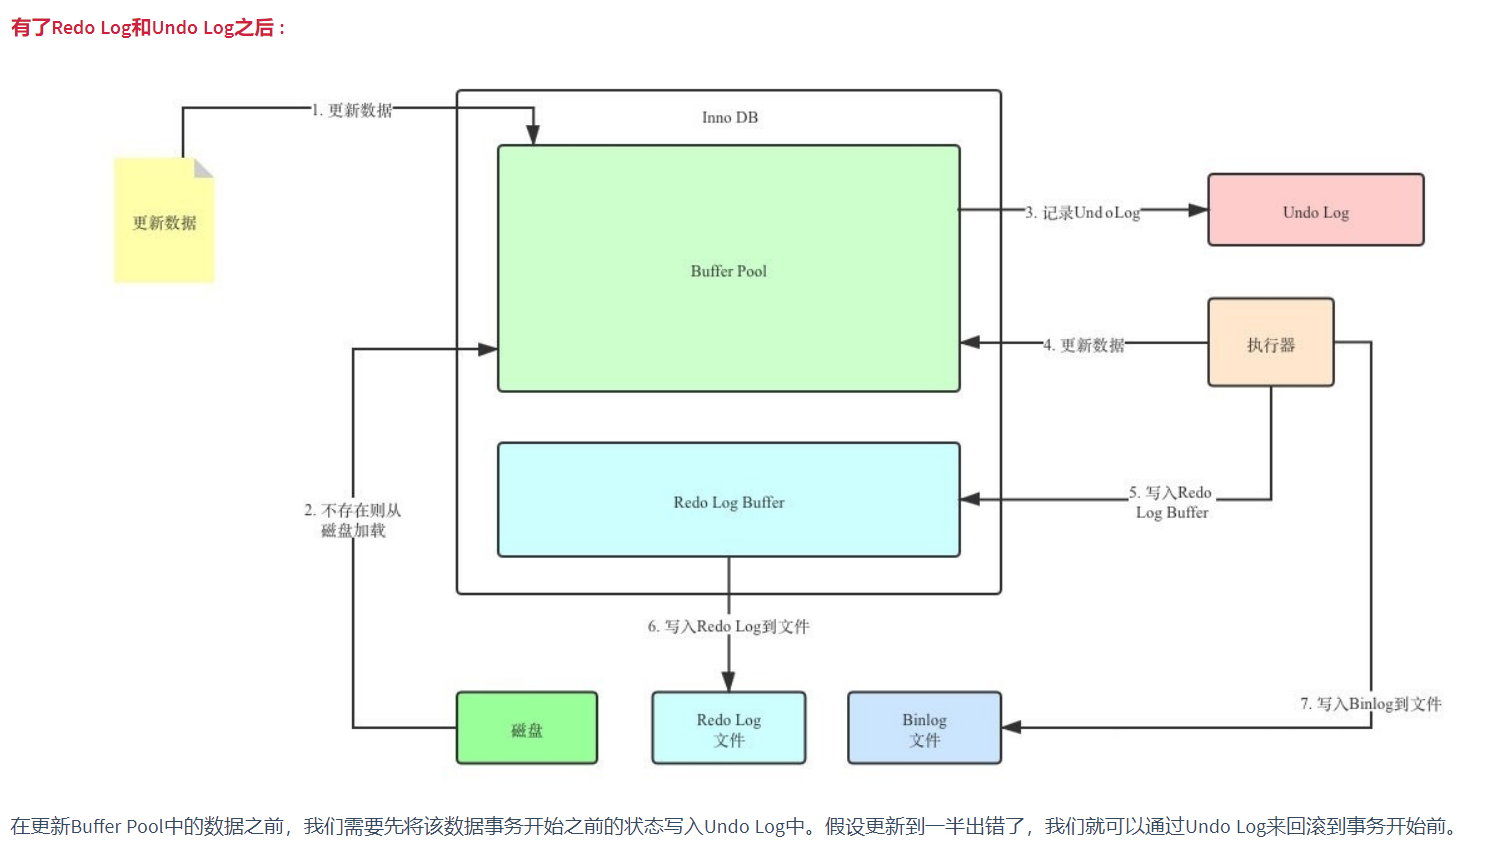 有了Redo Log和Undo Log之后：
1. 更新数据
Inno DB
更新数据
Buffer Pool
3. 记录UndoLog
Undo Log
4. 更新数据
执行器
2. 不存在则从
磁盘加载
Redo Log Buffer
5. 写入Redo
Log Buffer
6. 写入Redo Log到文件
7. 写入Binlog到文件
磁盘
Redo Log
文件
Binlog
文件
在更新Buffer Pool中的数据之前，我们需要先将该数据事务开始之前的状态写入Undo Log中。假设更新到一半出错了，我们就可以通过Undo Log来回滚到事务开始前。